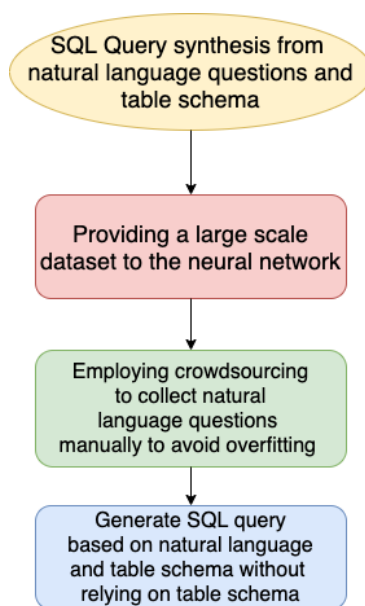 SQL Query synthesis from
natural language questions and
table schema
Providing a large scale
dataset to the neural network
Employing crowdsourcing
to collect natural
language questions
manually to avoid overfitting
Generate SQL query
based on natural language
and table schema without
relying on table schema